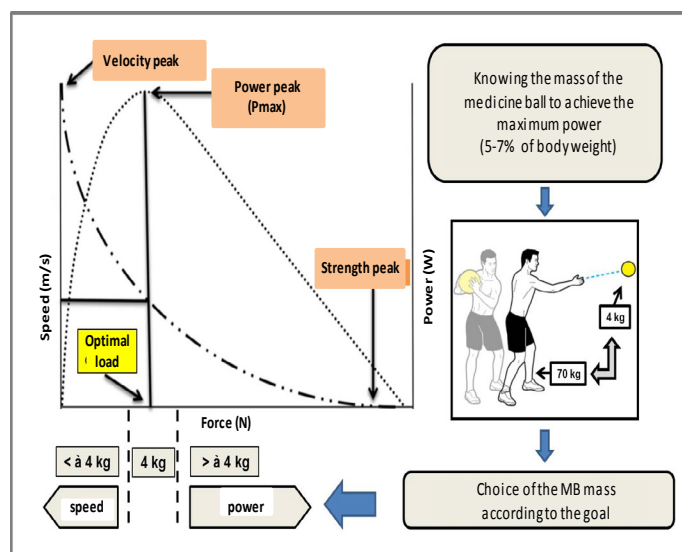 Velocity peak
Power peak
(Pmax)
Strength peak
Speed (m/s)
Power (W)
Optimal
load
Force (N)
< à 4 kg
4 kg
> à 4 kg
speed
power
Knowing the mass of the
medicine ball to achieve the
maximum power
(5-7% of body weight)
4 kg
70 kg
Choice of the MB mass
according to the goal